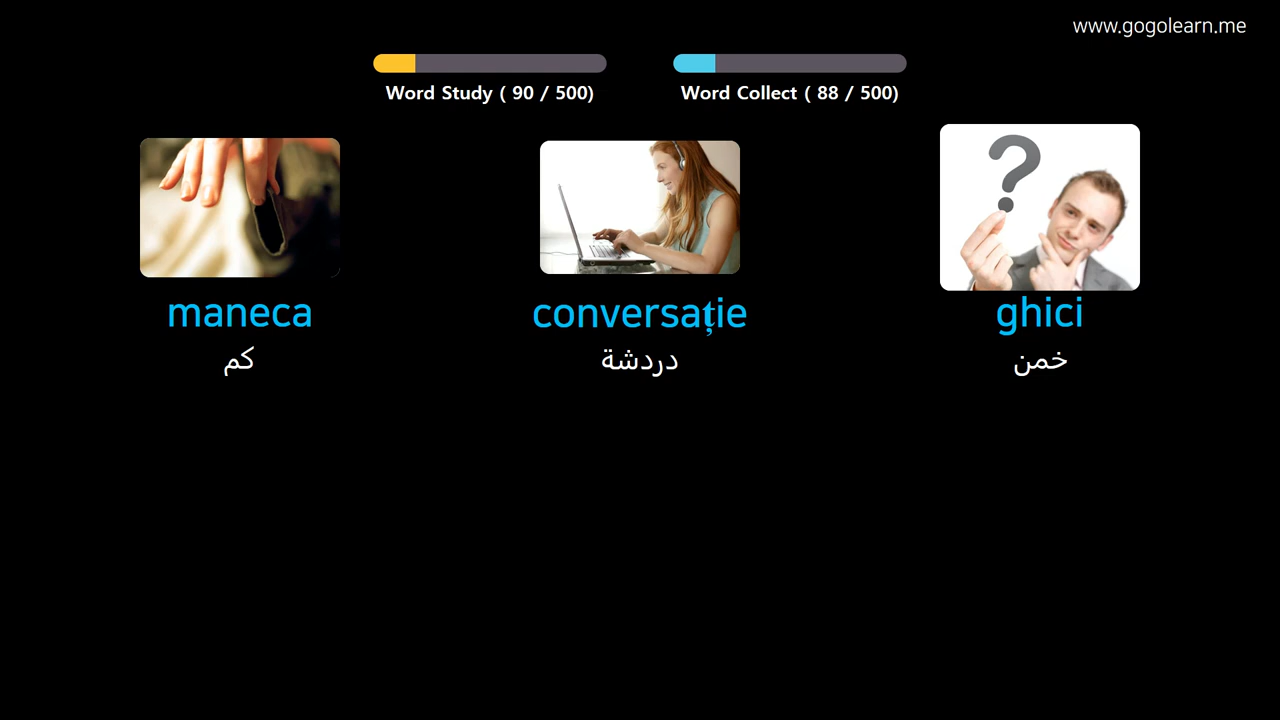 www.gogolearn.me
Word Study ( 90 / 500)
Word Collect ( 88 / 500)
maneca
conversație
ghici
كم
دردشة
خمن